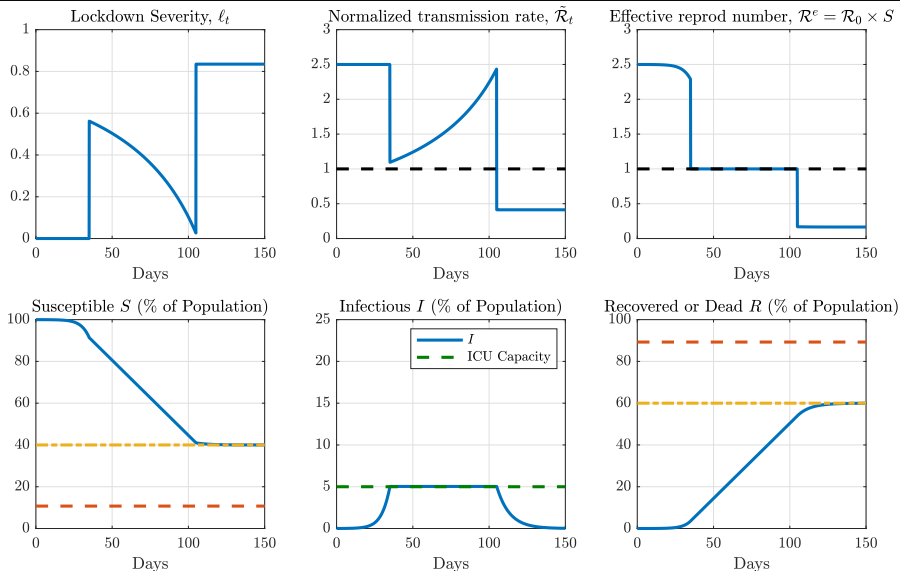 Lockdown Severity, ℓ_t
1
0.8
0.6
0.4
0.2
0
0 50 100 150
Days
Normalized transmission rate, R̃_t
3
2.5
2
1.5
1
0.5
0
0 50 100 150
Days
Effective reprod number, R^e = R_0 × S
3
2.5
2
1.5
1
0.5
0
0 50 100 150
Days
Susceptible S (% of Population)
100
80
60
40
20
0
0 50 100 150
Days
Infectious I (% of Population)
25
20
15
10
5
0
I
ICU Capacity
0 50 100 150
Days
Recovered or Dead R (% of Population)
100
80
60
40
20
0
0 50 100 150
Days